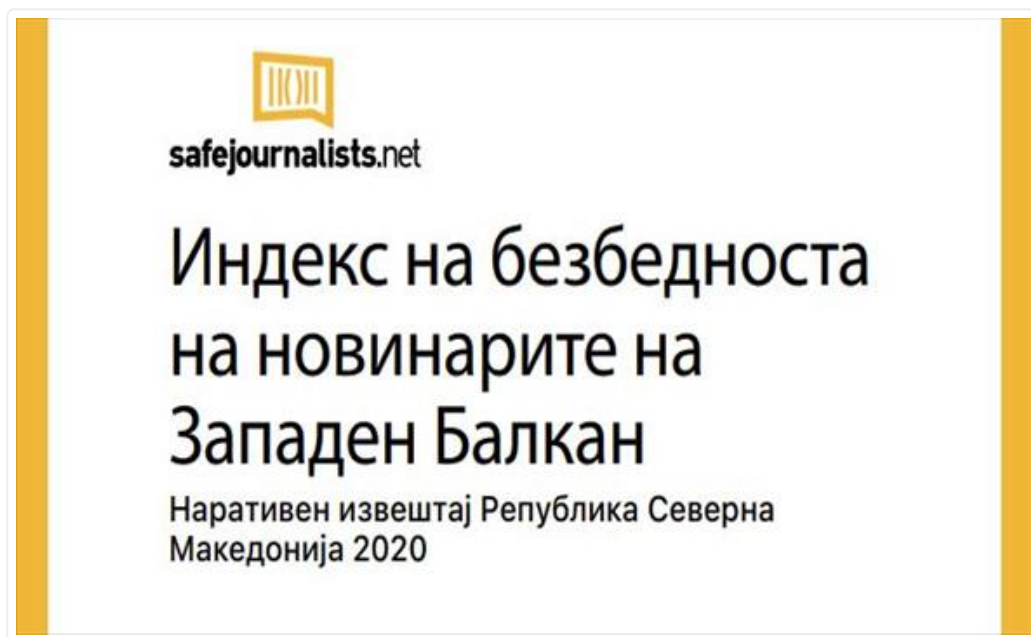 safejournalists.net
Индекс на безбедноста
на новинарите на
Западен Балкан
Наративен извештај Република Северна
Македонија 2020